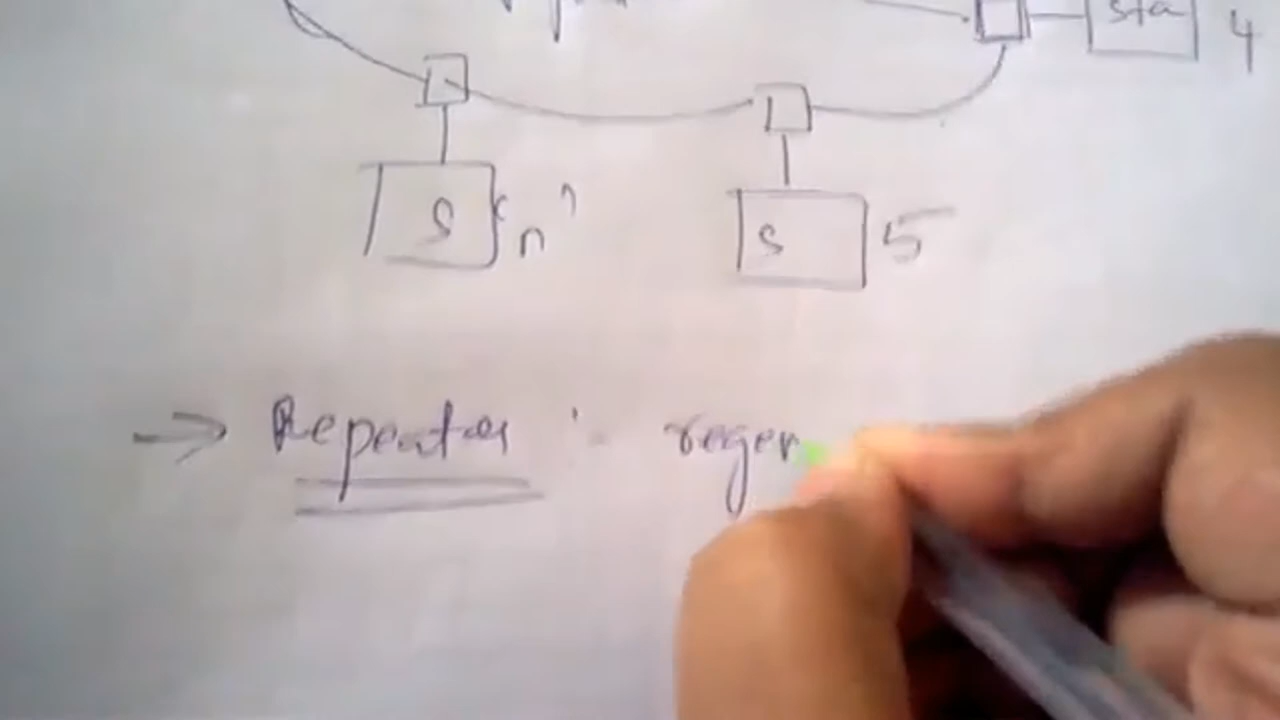 sta 4
S 'n'
S 5
→ Repeater :- regen